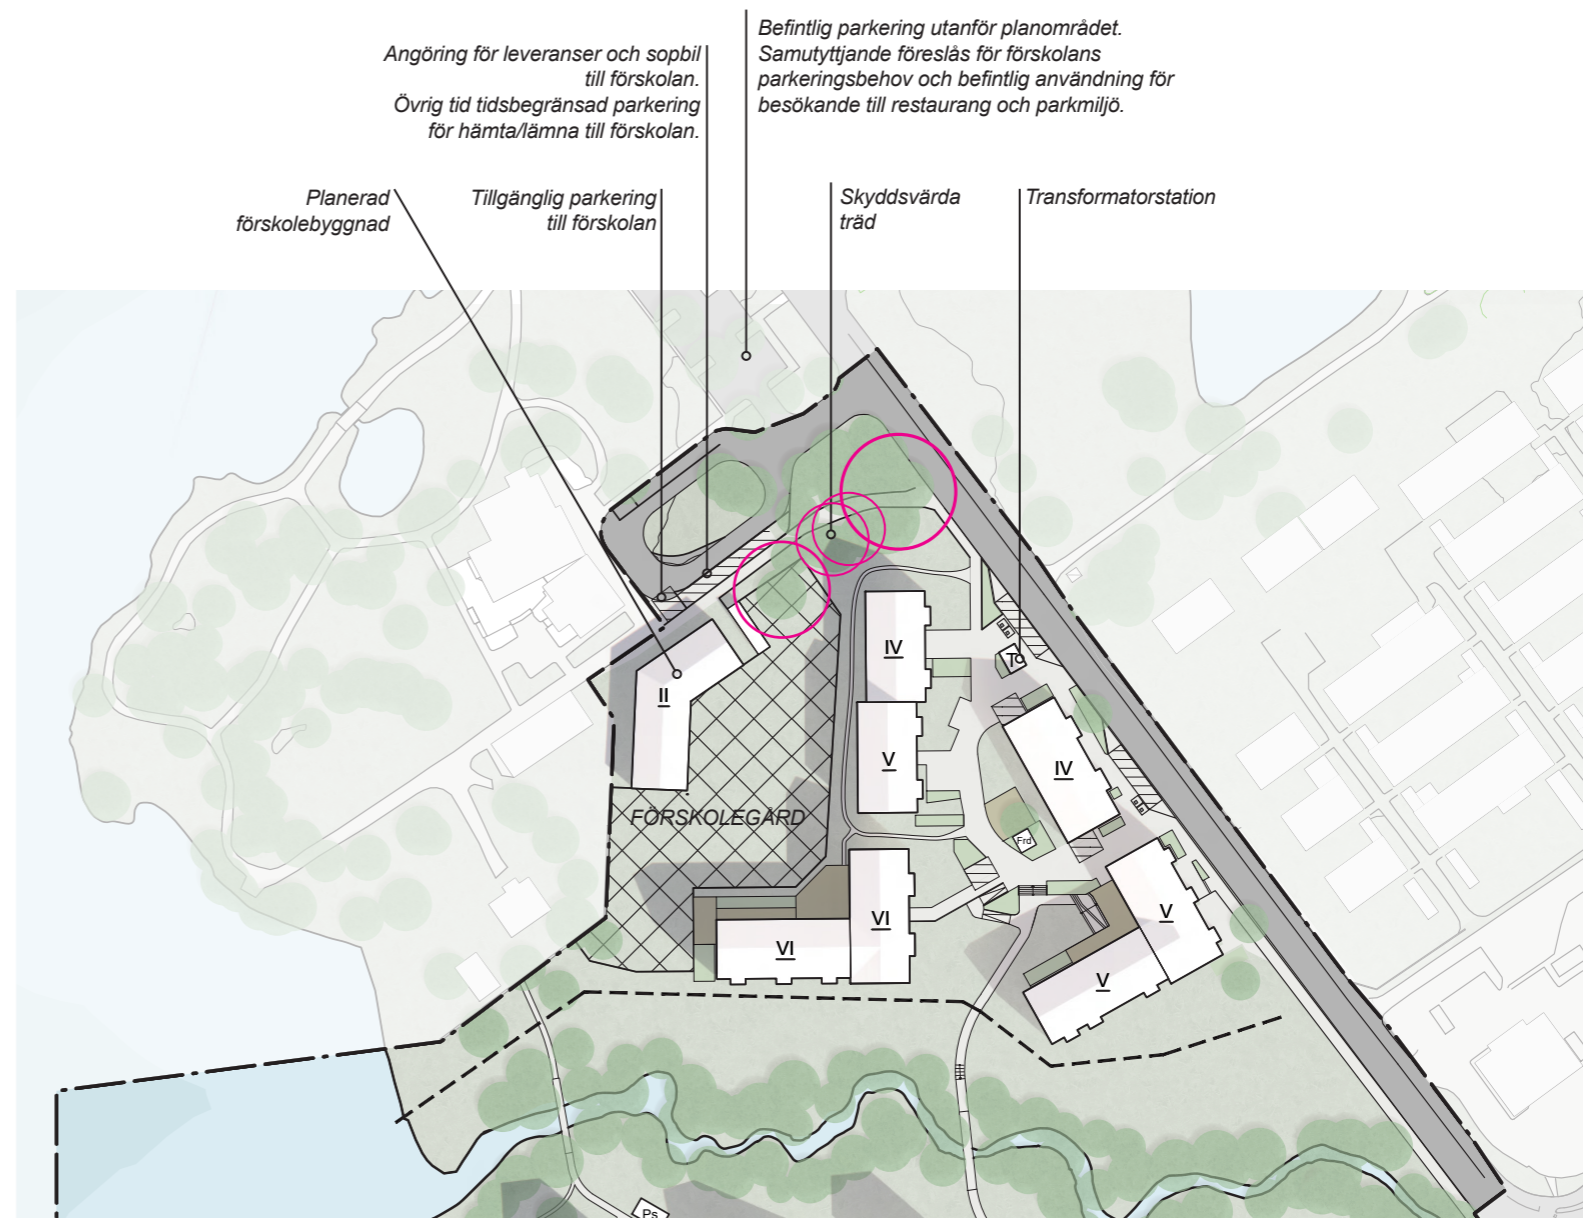 Befintlig parkering utanför planområdet.
Samutyttjande föreslås för förskolans
parkeringsbehov och befintlig användning för
besökande till restaurang och parkmiljö.
Angöring för leveranser och sopbil
till förskolan.
Övrig tid tidsbegränsad parkering
för hämta/lämna till förskolan.
Planerad
förskolebyggnad
Tillgänglig parkering
till förskolan
Skyddsvärda
träd
Transformatorstation
IV
T
II
V
IV
FÖRSKOLEGÅRD
Frd
VI
VI
V
V
Ps